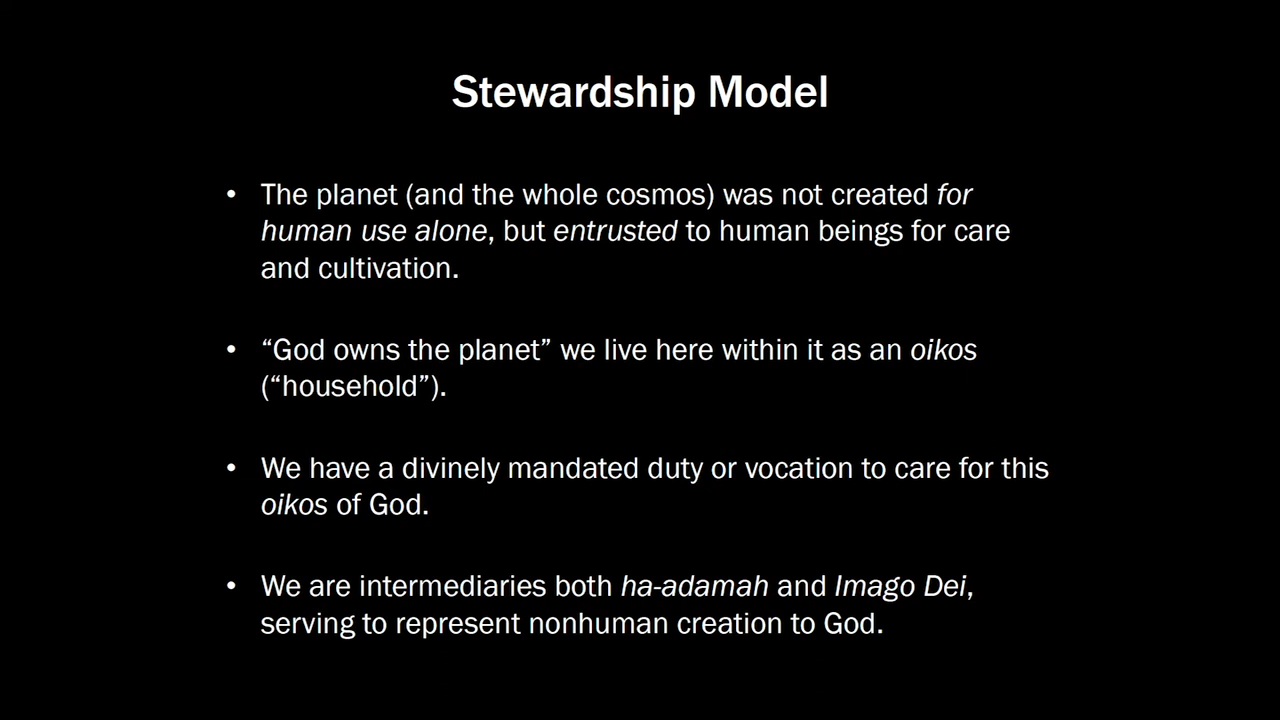 Stewardship Model
• The planet (and the whole cosmos) was not created for
human use alone, but entrusted to human beings for care
and cultivation.
• “God owns the planet” we live here within it as an oikos
(“household”).
• We have a divinely mandated duty or vocation to care for this
oikos of God.
• We are intermediaries both ha-adamah and Imago Dei,
serving to represent nonhuman creation to God.